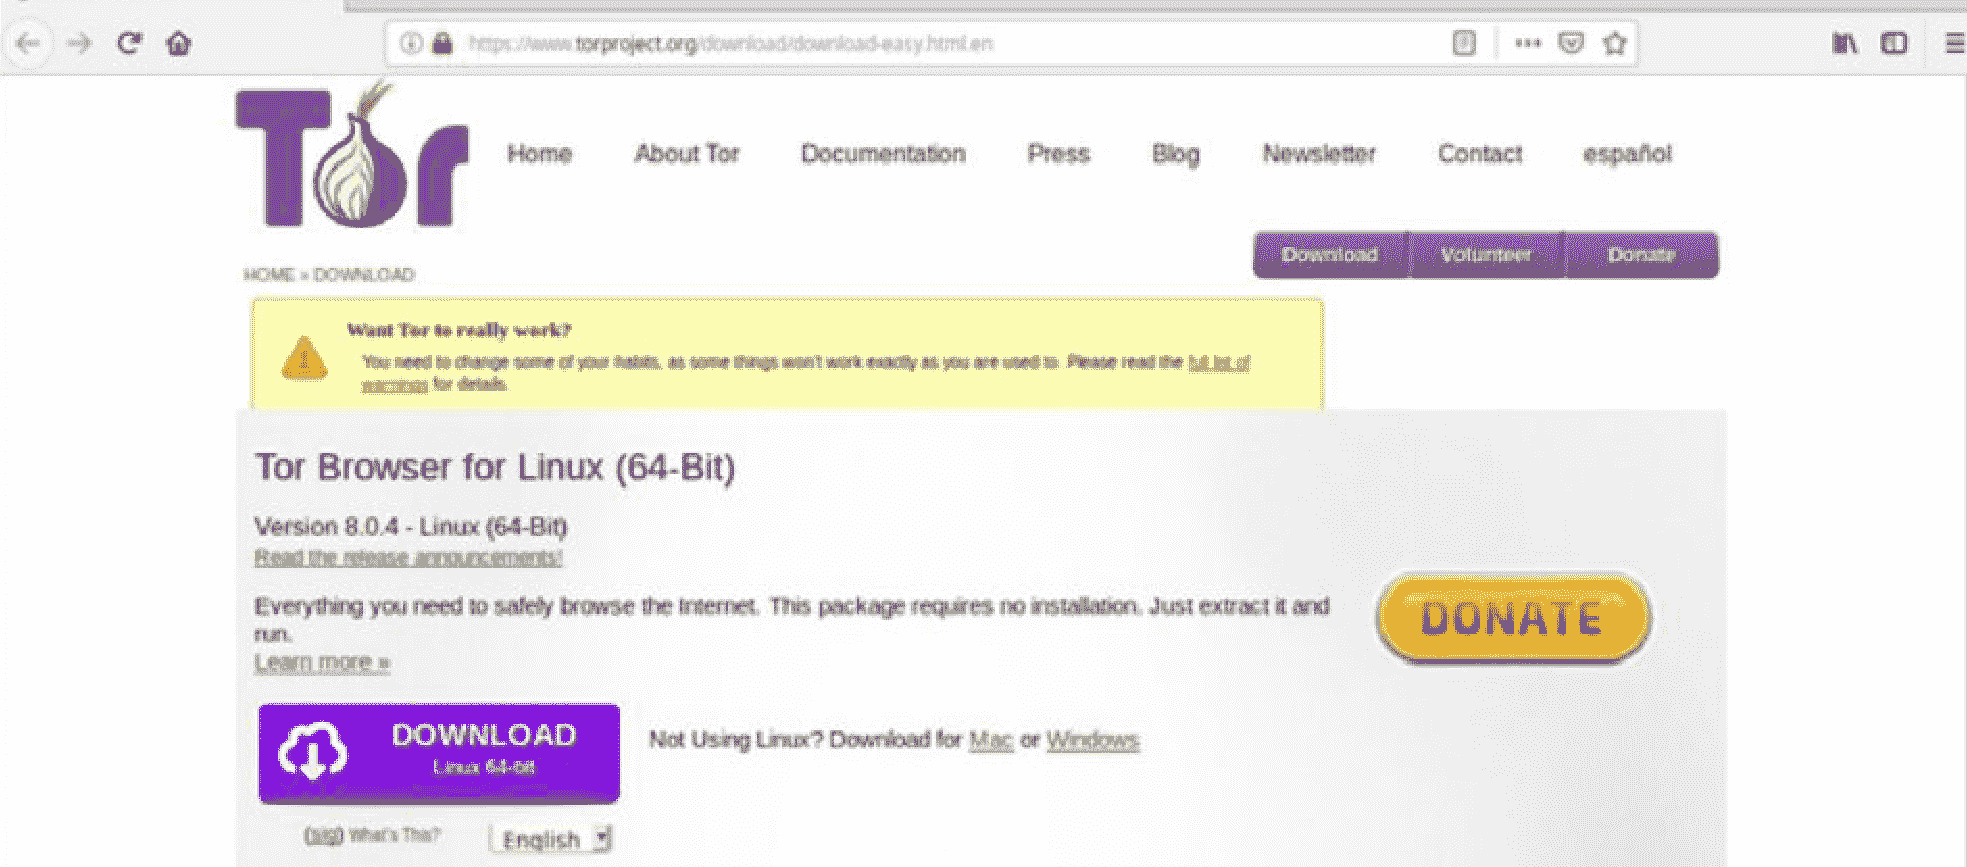 https://www.torproject.org/download/download-easy.html.en
Tor
Home About Tor Documentation Press Blog Newsletter Contact español
Download Volunteer Donate
HOME » DOWNLOAD
Want Tor to really work?
You need to change some of your habits, as some things won't work exactly as you are used to. Please read the full list of
warnings for details.
Tor Browser for Linux (64-Bit)
Version 8.0.4 - Linux (64-Bit)
Read the release announcements!
Everything you need to safely browse the Internet. This package requires no installation. Just extract it and
run.
Learn more »
DONATE
DOWNLOAD
Linux 64-bit
Not Using Linux? Download for Mac or Windows
(sig) What's This?
English